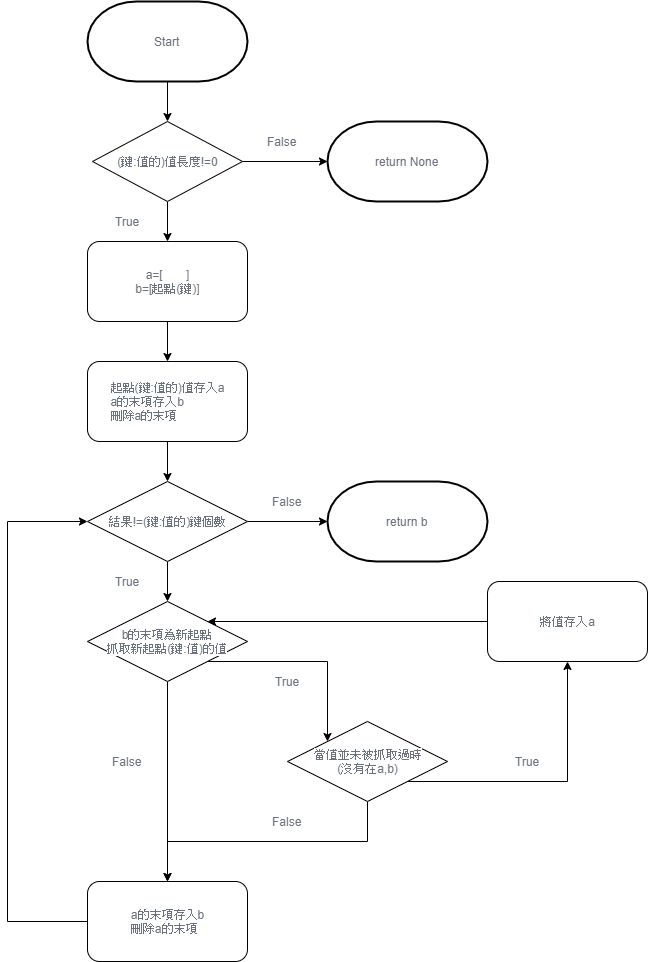 Start
(鍵:值的)值長度!=0
False
return None
True
a=[ ]
b=[起點(鍵)]
起點(鍵:值的)值存入a
a的末項存入b
刪除a的末項
結果!=(鍵:值的)鍵個數
False
return b
True
b的末項為新起點
抓取新起點(鍵:值)的值
將值存入a
True
當值並未被抓取過時
(沒有在a,b)
True
False
False
a的末項存入b
刪除a的末項